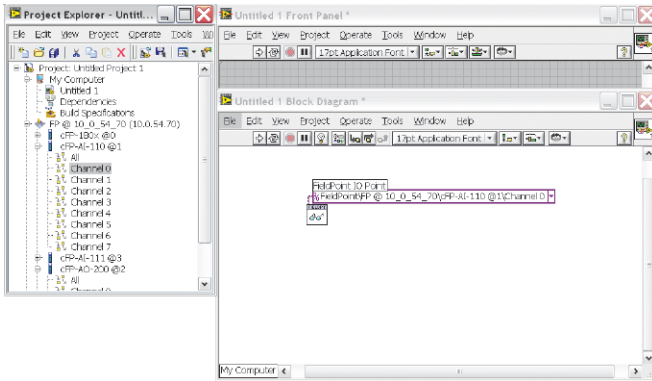 Project Explorer - Untitl...
File Edit View Project Operate Tools Wi
Project: Untitled Project 1
My Computer
Untitled 1
Dependencies
Build Specifications
FP @ 10_0_54_70 (10.0.54.70)
cFP-180x @0
cFP-AI-110 @1
All
Channel 0
Channel 1
Channel 2
Channel 3
Channel 4
Channel 5
Channel 6
Channel 7
cFP-AI-111 @3
cFP-AO-200 @2
All
Channel 0
Untitled 1 Front Panel *
File Edit View Project Operate Tools Window Help
17pt Application Font
Untitled 1 Block Diagram *
File Edit View Project Operate Tools Window Help
17pt Application Font
FieldPoint IO Point
FieldPoint\FP @ 10_0_54_70\cFP-AI-110 @1\Channel 0
My Computer